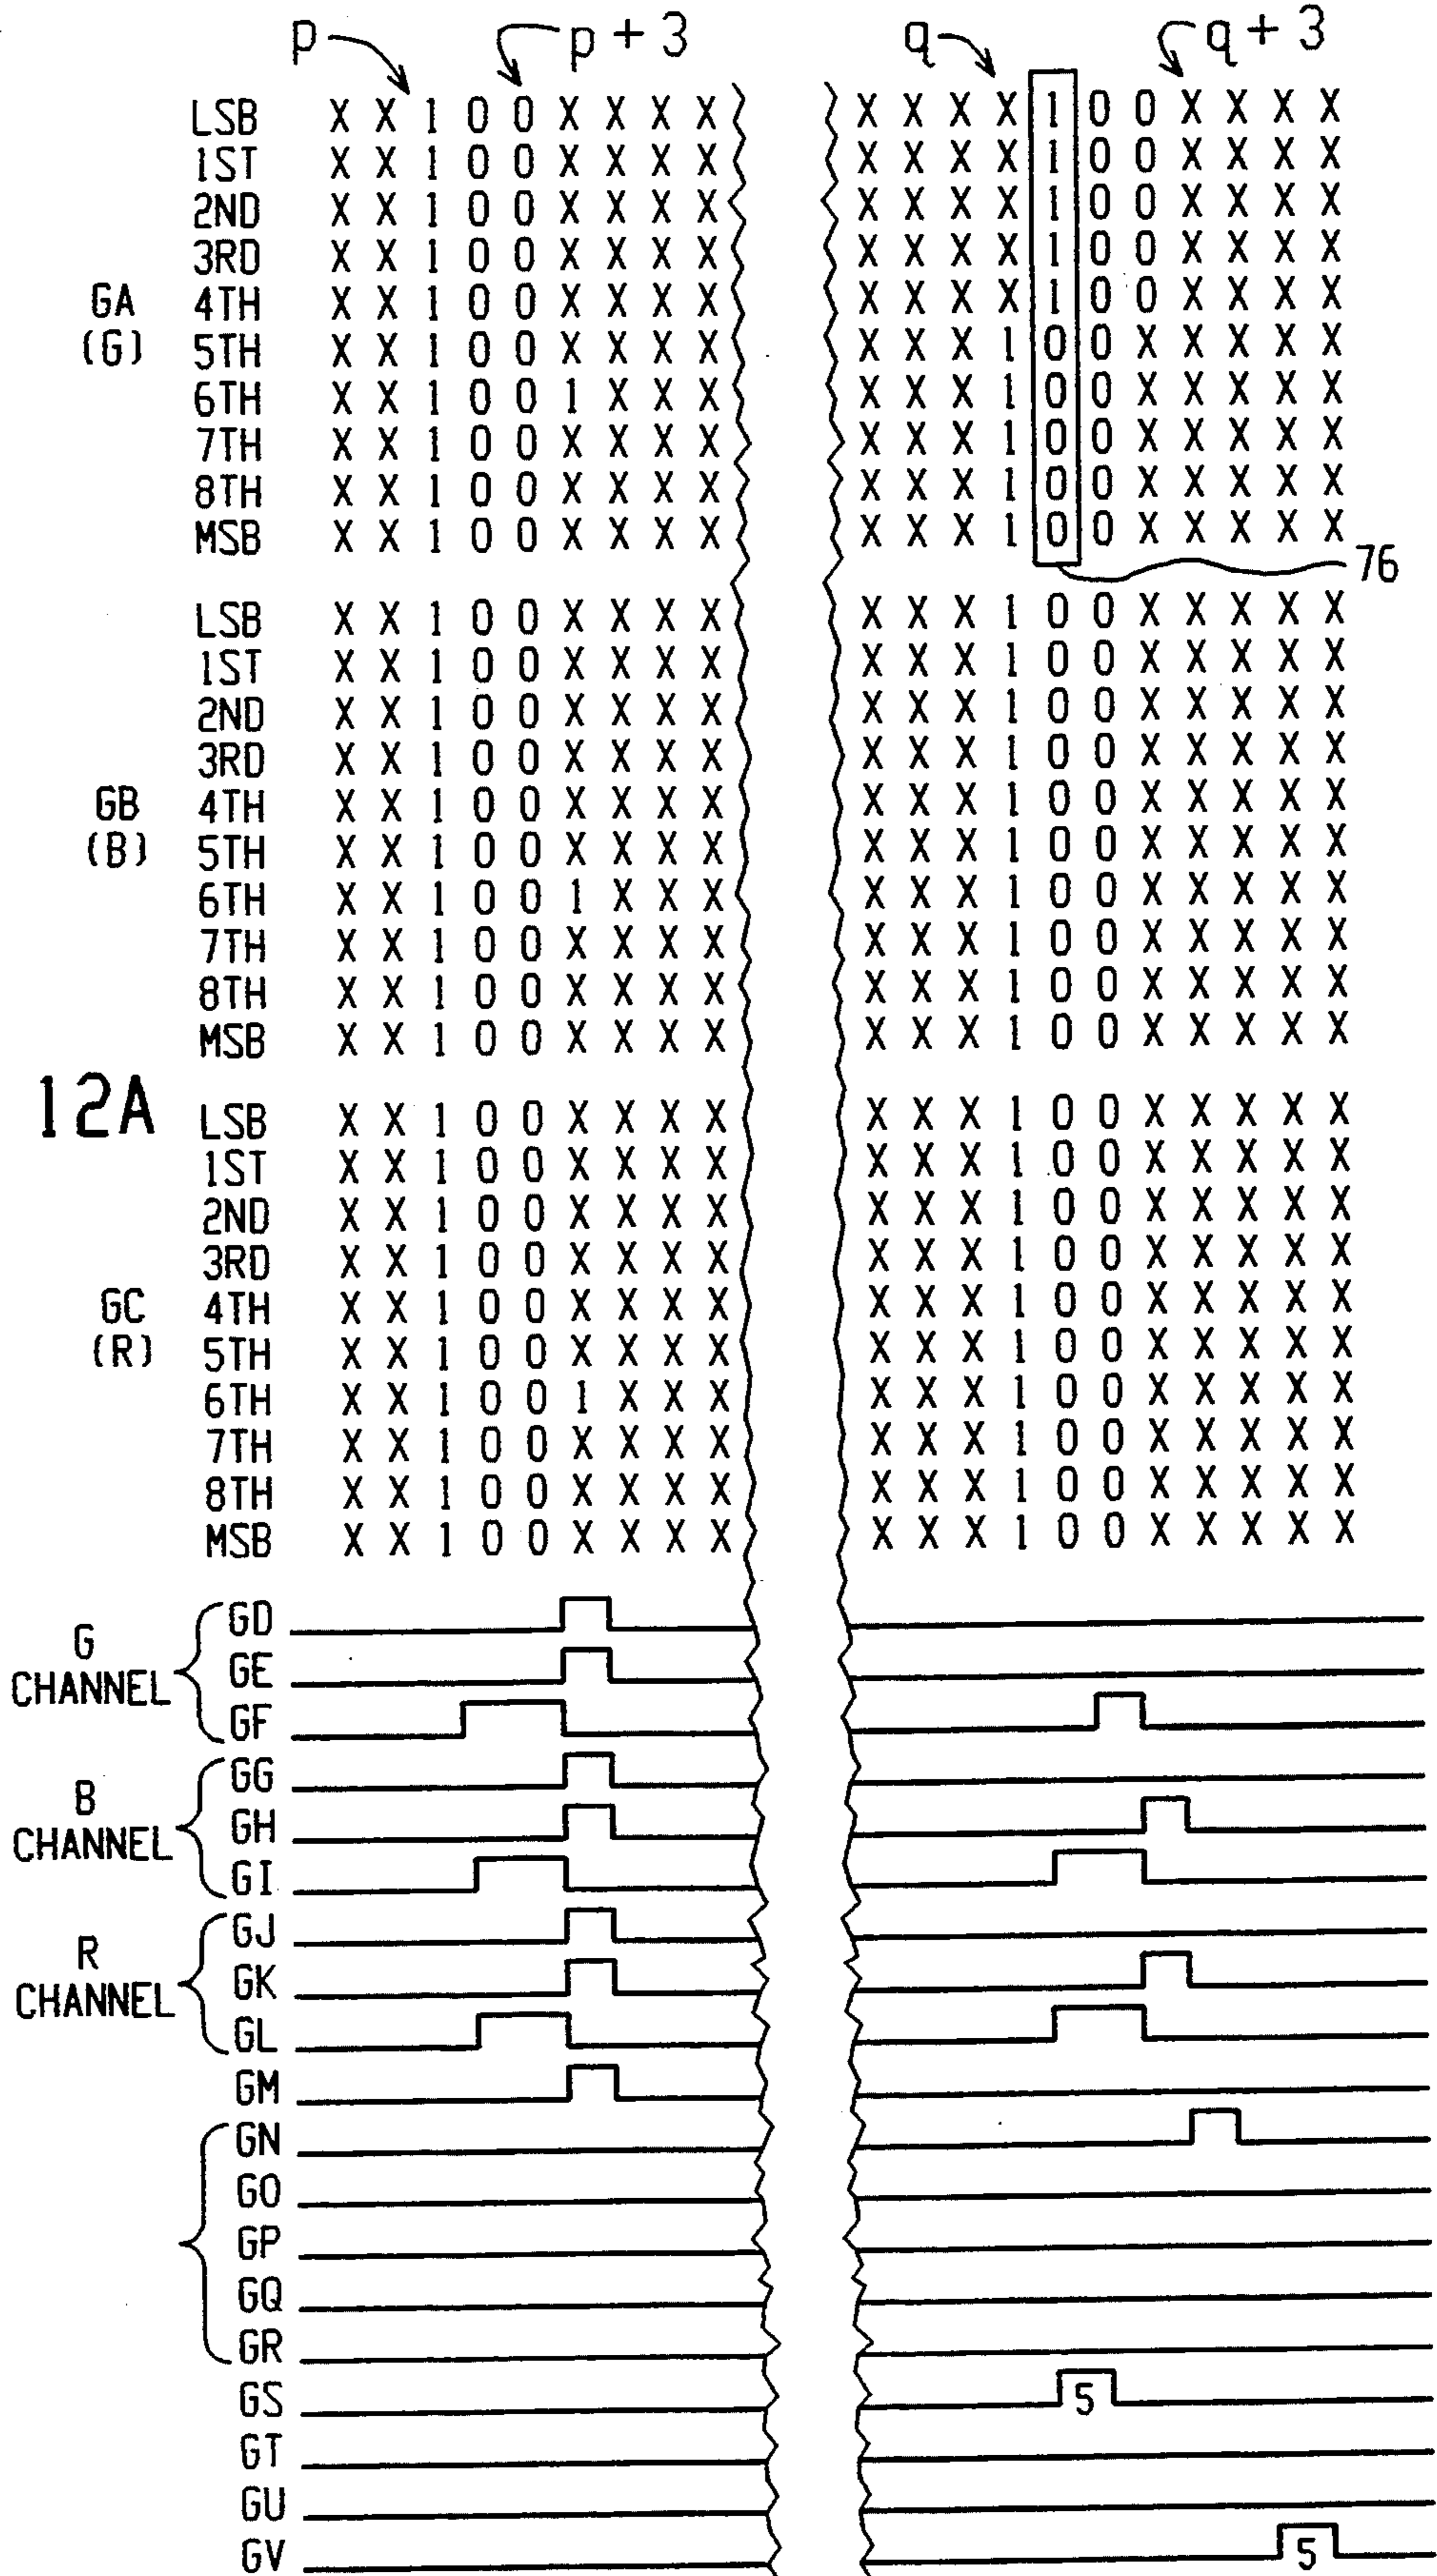 p p + 3 q q + 3
LSB X X 1 0 0 X X X X X X X X 1 0 0 X X X X
1ST X X 1 0 0 X X X X X X X X 1 0 0 X X X X
2ND X X 1 0 0 X X X X X X X X 1 0 0 X X X X
3RD X X 1 0 0 X X X X X X X X 1 0 0 X X X X
GA 4TH X X 1 0 0 X X X X X X X X 1 0 0 X X X X
(G) 5TH X X 1 0 0 X X X X X X X 1 0 0 X X X X X
6TH X X 1 0 0 1 X X X X X X 1 0 0 X X X X X
7TH X X 1 0 0 X X X X X X X 1 0 0 X X X X X
8TH X X 1 0 0 X X X X X X X 1 0 0 X X X X X
MSB X X 1 0 0 X X X X X X X 1 0 0 X X X X X
76
LSB X X 1 0 0 X X X X X X X 1 0 0 X X X X X
1ST X X 1 0 0 X X X X X X X 1 0 0 X X X X X
2ND X X 1 0 0 X X X X X X X 1 0 0 X X X X X
3RD X X 1 0 0 X X X X X X X 1 0 0 X X X X X
GB 4TH X X 1 0 0 X X X X X X X 1 0 0 X X X X X
(B) 5TH X X 1 0 0 X X X X X X X 1 0 0 X X X X X
6TH X X 1 0 0 1 X X X X X X 1 0 0 X X X X X
7TH X X 1 0 0 X X X X X X X 1 0 0 X X X X X
8TH X X 1 0 0 X X X X X X X 1 0 0 X X X X X
MSB X X 1 0 0 X X X X X X X 1 0 0 X X X X X
12A
LSB X X 1 0 0 X X X X X X X 1 0 0 X X X X X
1ST X X 1 0 0 X X X X X X X 1 0 0 X X X X X
2ND X X 1 0 0 X X X X X X X 1 0 0 X X X X X
3RD X X 1 0 0 X X X X X X X 1 0 0 X X X X X
GC 4TH X X 1 0 0 X X X X X X X 1 0 0 X X X X X
(R) 5TH X X 1 0 0 X X X X X X X 1 0 0 X X X X X
6TH X X 1 0 0 1 X X X X X X 1 0 0 X X X X X
7TH X X 1 0 0 X X X X X X X 1 0 0 X X X X X
8TH X X 1 0 0 X X X X X X X 1 0 0 X X X X X
MSB X X 1 0 0 X X X X X X X 1 0 0 X X X X X
G CHANNEL
GD
GE
GF
B CHANNEL
GG
GH
GI
R CHANNEL
GJ
GK
GL
GM
GN
GO
GP
GQ
GR
GS 5
GT
GU
GV 5